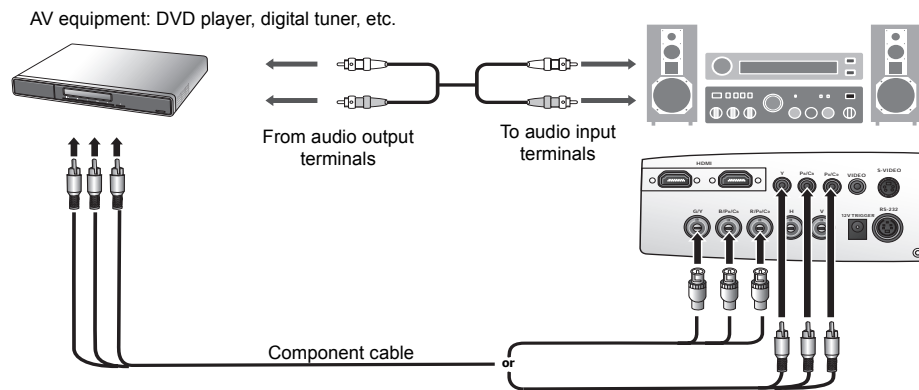 AV equipment: DVD player, digital tuner, etc.
From audio output
terminals
To audio input
terminals
HDMI
Y
PB/CB
PR/CR
VIDEO
S-VIDEO
G/Y
B/PB/CB
R/PR/CR
H
V
12V TRIGGER
RS-232
Component cable
or